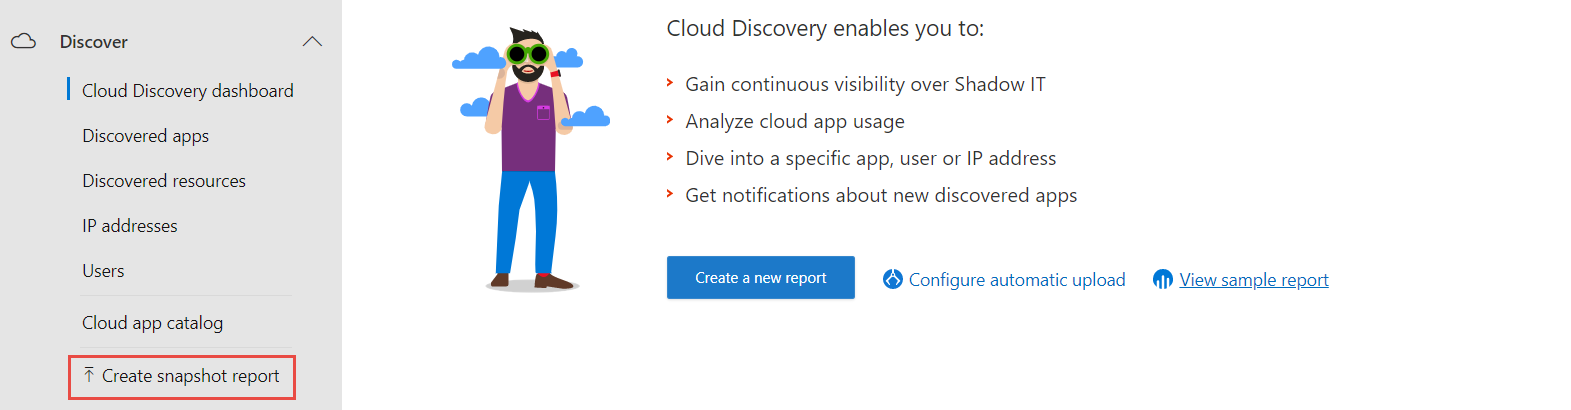 Discover
Cloud Discovery dashboard
Discovered apps
Discovered resources
IP addresses
Users
Cloud app catalog
Create snapshot report
Cloud Discovery enables you to:
Gain continuous visibility over Shadow IT
Analyze cloud app usage
Dive into a specific app, user or IP address
Get notifications about new discovered apps
Create a new report
Configure automatic upload
View sample report